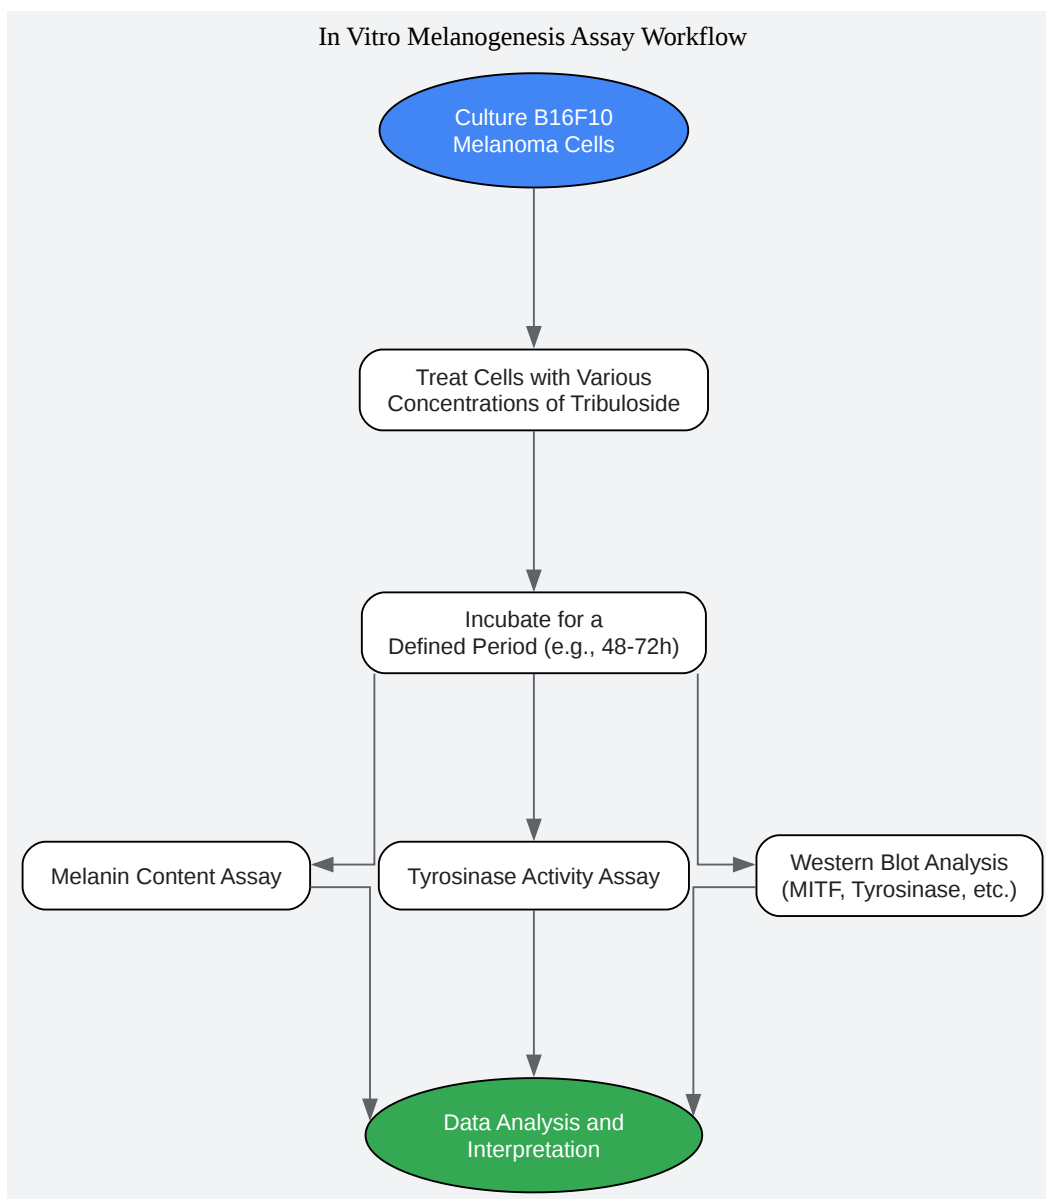 In Vitro Melanogenesis Assay Workflow
Culture B16F10
Melanoma Cells
Treat Cells with Various
Concentrations of Tribuloside
Incubate for a
Defined Period (e.g., 48-72h)
Melanin Content Assay
Tyrosinase Activity Assay
Western Blot Analysis
(MITF, Tyrosinase, etc.)
Data Analysis and
Interpretation